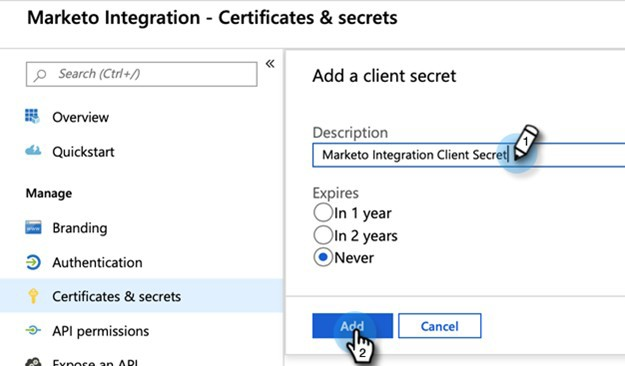 Marketo Integration - Certificates & secrets
Search (Ctrl+/)
«
Overview
Quickstart
Manage
Branding
Authentication
Certificates & secrets
API permissions
Expose an API
Add a client secret
Description
Marketo Integration Client Secret
1
Expires
In 1 year
In 2 years
Never
Add
Cancel
2